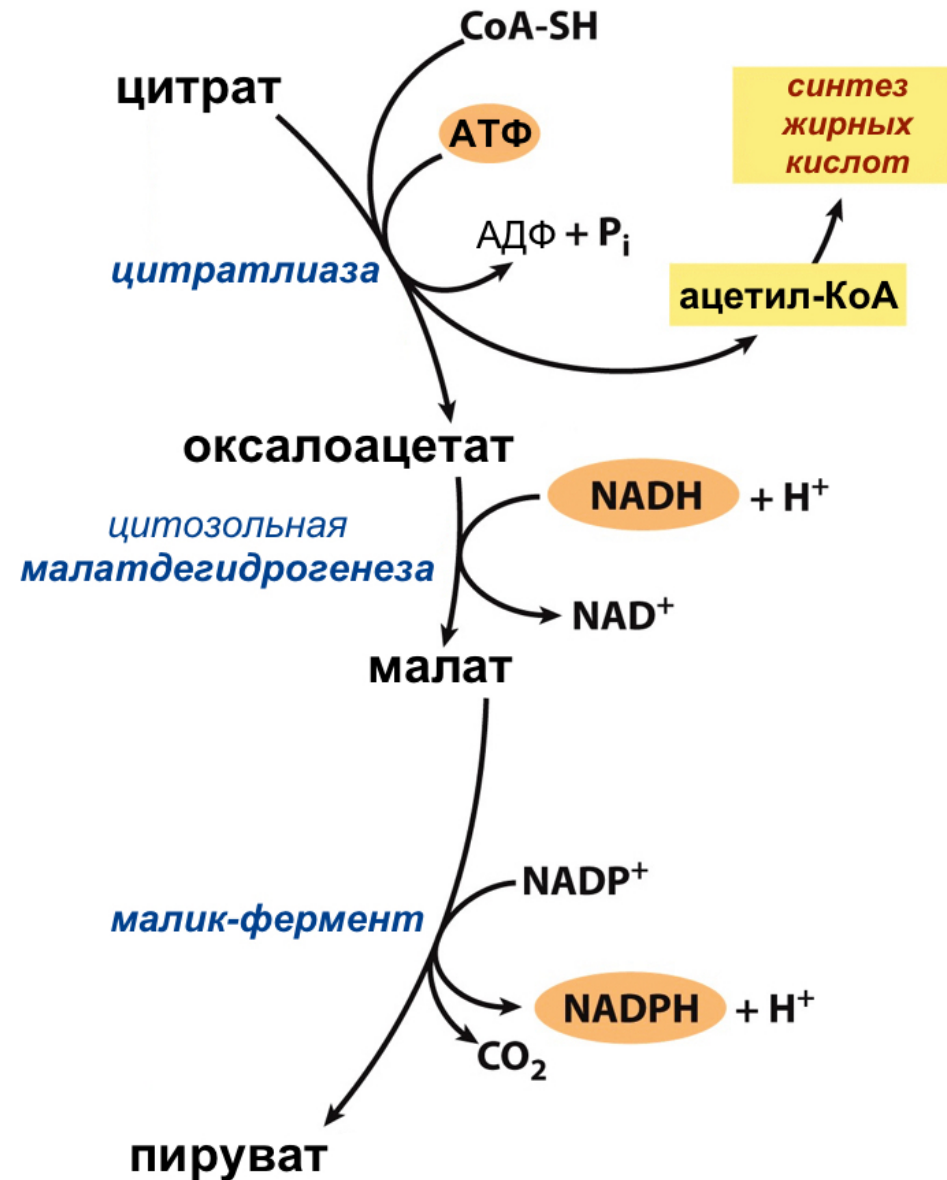 CoA-SH
цитрат
АТФ
синтез
жирных
кислот
АДФ + Pᵢ
цитратлиаза
ацетил-КоА
оксалоацетат
NADH + H⁺
цитозольная
малатдегидрогенеза
NAD⁺
малат
NADP⁺
малик-фермент
NADPH + H⁺
CO₂
пируват